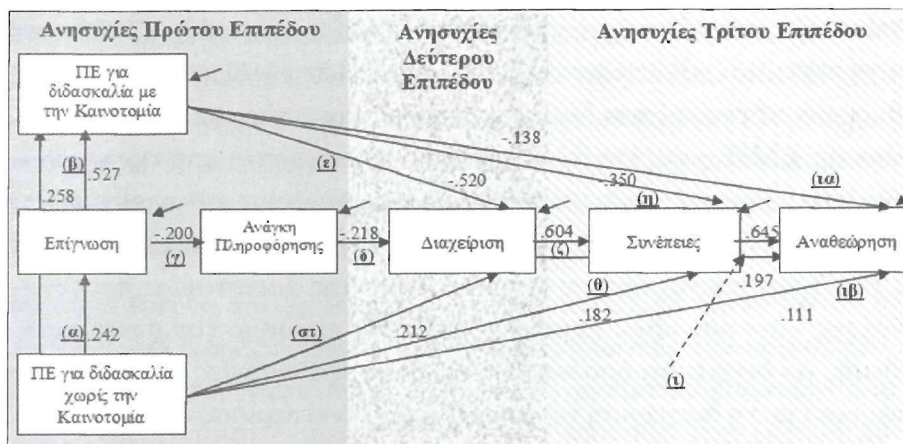 Ανησυχίες Πρώτου Επιπέδου
Ανησυχίες
Δεύτερου
Επιπέδου
Ανησυχίες Τρίτου Επιπέδου
ΠΕ για
διδασκαλία με
την Καινοτομία
-.138
(β)
.527
(ε)
.258
-.520
-.350
(η)
(ια)
Επίγνωση
-.200
(γ)
Ανάγκη
Πληροφόρησης
-.218
(δ)
Διαχείριση
.604
(ζ)
Συνέπειες
.645
Αναθεώρηση
.197
(α)
.242
(στ)
.212
(θ)
.182
.111
(ιβ)
(ι)
ΠΕ για διδασκαλία
χωρίς την
Καινοτομία